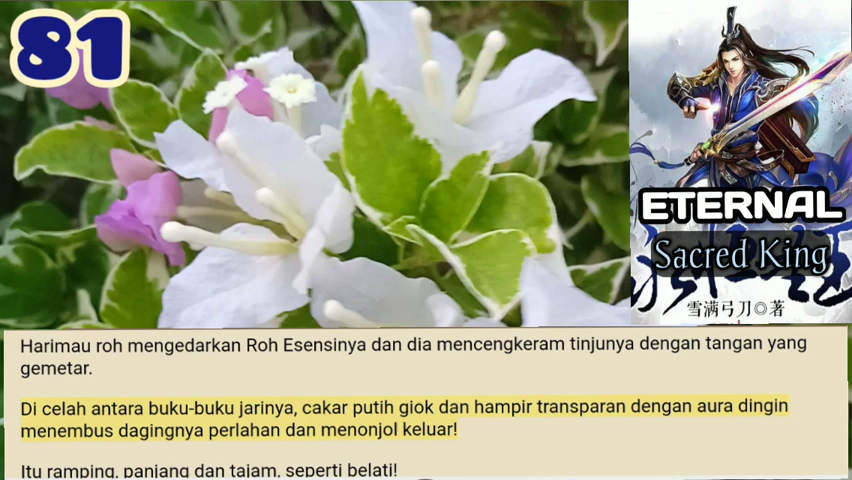 81
ETERNAL
Sacred King
雪满弓刀◎著
Harimau roh mengedarkan Roh Esensinya dan dia mencengkeram tinjunya dengan tangan yang
gemetar.
Di celah antara buku-buku jarinya, cakar putih giok dan hampir transparan dengan aura dingin
menembus dagingnya perlahan dan menonjol keluar!
Itu ramping, panjang dan tajam, seperti belati!